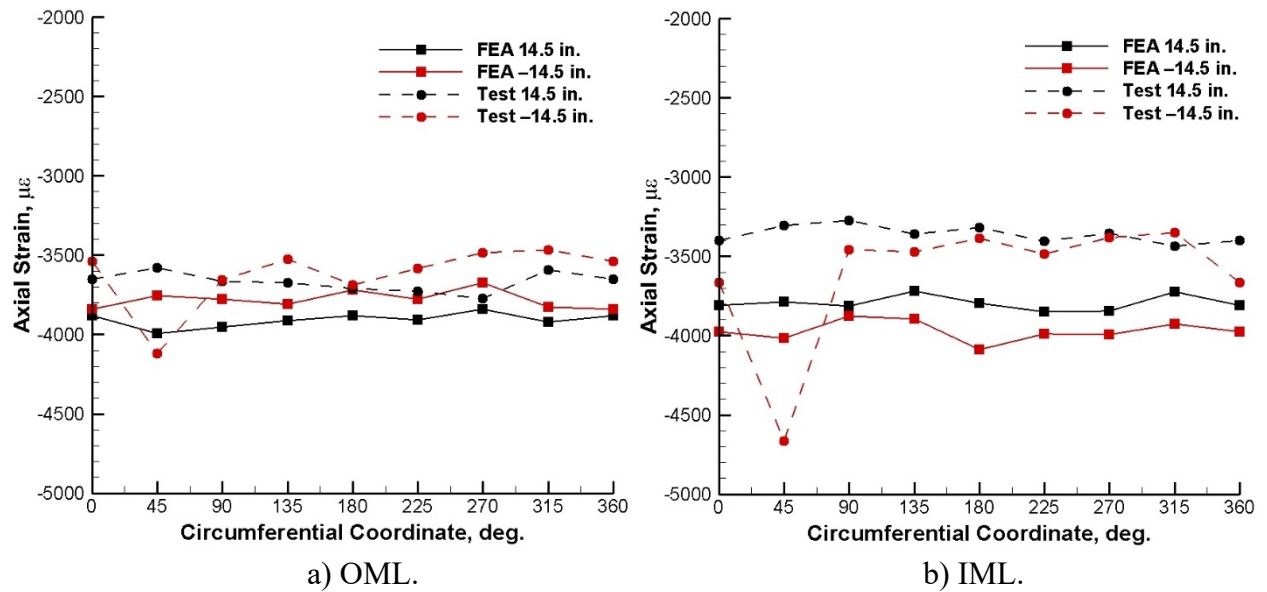 -2000
-2500
-3000
-3500
-4000
-4500
-5000
Axial Strain, με
FEA 14.5 in.
FEA –14.5 in.
Test 14.5 in.
Test –14.5 in.
0 45 90 135 180 225 270 315 360
Circumferential Coordinate, deg.
a) OML.
-2000
-2500
-3000
-3500
-4000
-4500
-5000
Axial Strain, με
FEA 14.5 in.
FEA –14.5 in.
Test 14.5 in.
Test –14.5 in.
0 45 90 135 180 225 270 315 360
Circumferential Coordinate, deg.
b) IML.